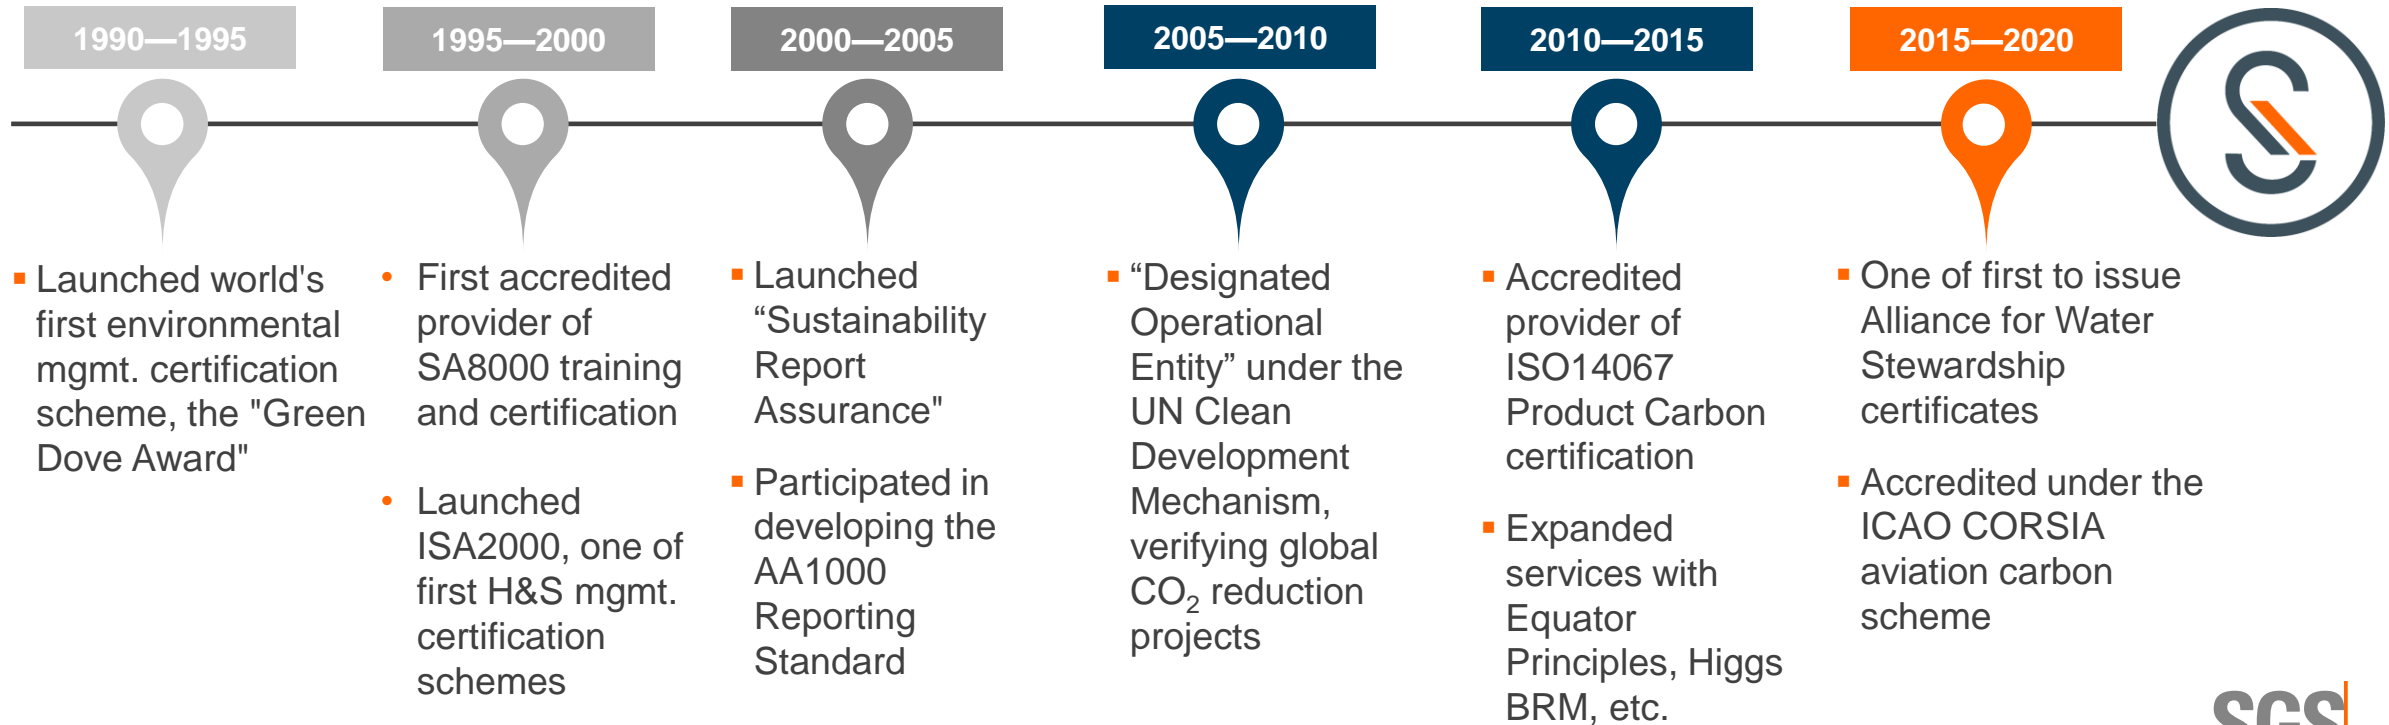 1990—1995
Launched world's
first environmental
mgmt. certification
scheme, the "Green
Dove Award"
1995—2000
First accredited
provider of
SA8000 training
and certification
Launched
ISA2000, one of
first H&S mgmt.
certification
schemes
2000—2005
Launched
“Sustainability
Report
Assurance"
Participated in
developing the
AA1000
Reporting
Standard
2005—2010
“Designated
Operational
Entity” under the
UN Clean
Development
Mechanism,
verifying global
CO₂ reduction
projects
2010—2015
Accredited
provider of
ISO14067
Product Carbon
certification
Expanded
services with
Equator
Principles, Higgs
BRM, etc.
2015—2020
One of first to issue
Alliance for Water
Stewardship
certificates
Accredited under the
ICAO CORSIA
aviation carbon
scheme
SGS